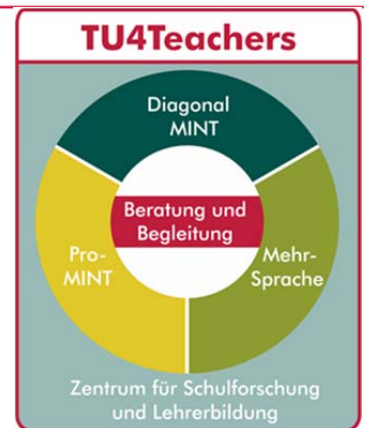 TU4Teachers
Diagonal
MINT
Beratung und
Begleitung
Pro-
MINT
Mehr-
Sprache
Zentrum für Schulforschung
und Lehrerbildung